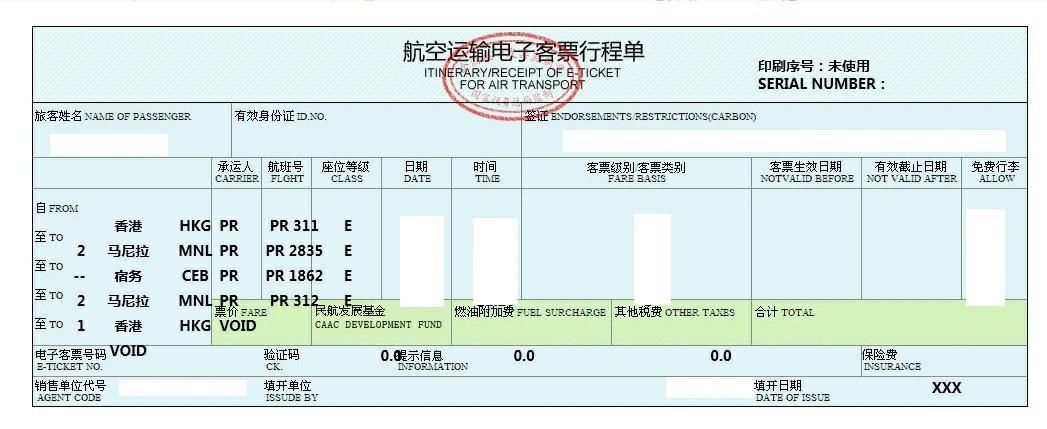 航空运输电子客票行程单
ITINERARY/RECEIPT OF E-TICKET
FOR AIR TRANSPORT
国家税务总局监制
印刷序号：未使用
SERIAL NUMBER：
旅客姓名 NAME OF PASSENGER
有效身份证 ID.NO.
签证 ENDORSEMENTS/RESTRICTIONS(CARBON)
承运人 航班号 座位等级 日期 时间 客票级别/客票类别 客票生效日期 有效截止日期 免费行李
CARRIER FLGHT CLASS DATE TIME FARE BASIS NOTVALID BEFORE NOT VALID AFTER ALLOW
自 FROM
香港 HKG PR PR 311 E
至 TO
2 马尼拉 MNL PR PR 2835 E
至 TO
-- 宿务 CEB PR PR 1862 E
至 TO
2 马尼拉 MNL PR PR 312 E
票价 FARE 民航发展基金 燃油附加费 FUEL SURCHARGE 其他税费 OTHER TAXES 合计 TOTAL
CAAC DEVELOPMENT FUND
至 TO 1 香港 HKG VOID
电子客票号码 VOID 验证码 0.0 提示信息 0.0 0.0 保险费
E-TICKET NO. CK. INFORMATION INSURANCE
销售单位代号 填开单位 填开日期 XXX
AGENT CODE ISSUDE BY DATE OF ISSUE